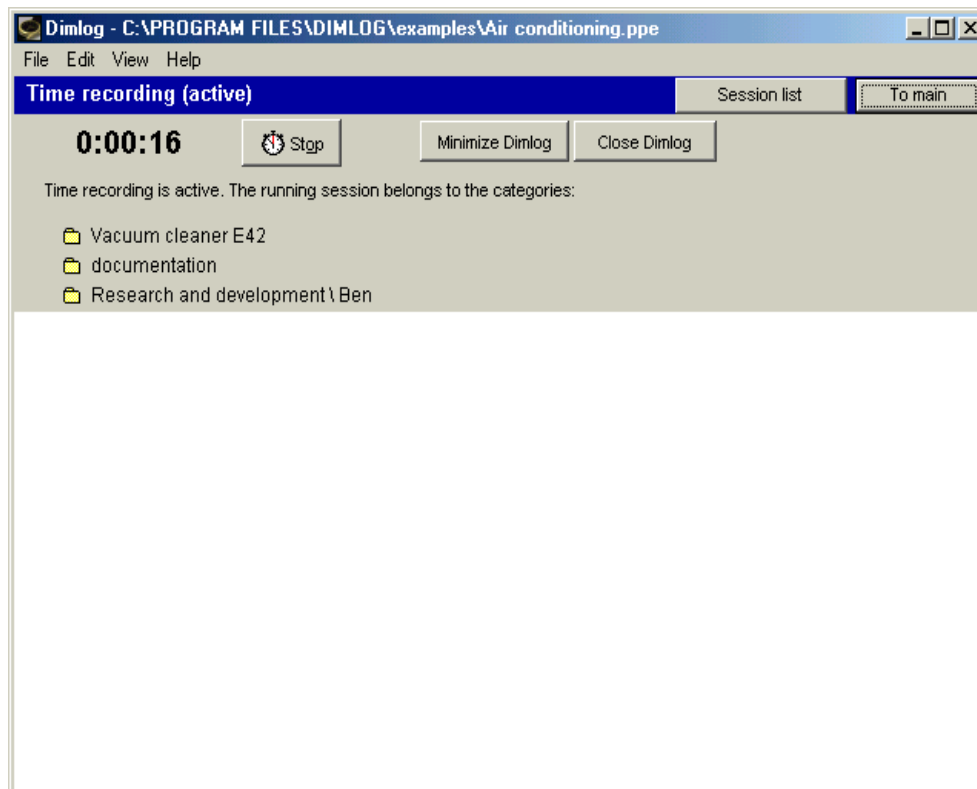 Dimlog - C:\PROGRAM FILES\DIMLOG\examples\Air conditioning.ppe
File Edit View Help
Time recording (active) Session list To main
0:00:16 Stop Minimize Dimlog Close Dimlog
Time recording is active. The running session belongs to the categories:
Vacuum cleaner E42
documentation
Research and development \ Ben